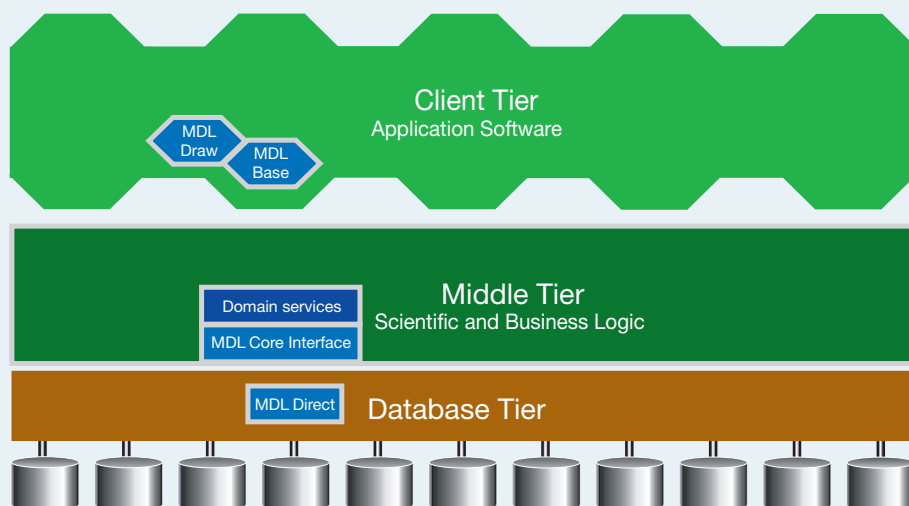 Client Tier
Application Software
MDL
Draw
MDL
Base
Middle Tier
Scientific and Business Logic
Domain services
MDL Core Interface
MDL Direct
Database Tier